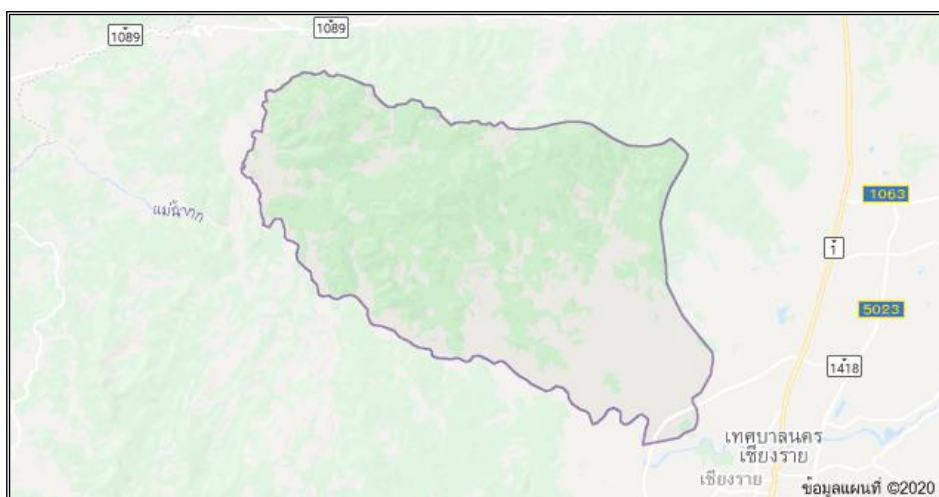 1089
1089
1063
แม่น้ำกก
1
5023
1418
เทศบาลนคร
เชียงราย
เชียงราย
ข้อมูลแผนที่ ©2020